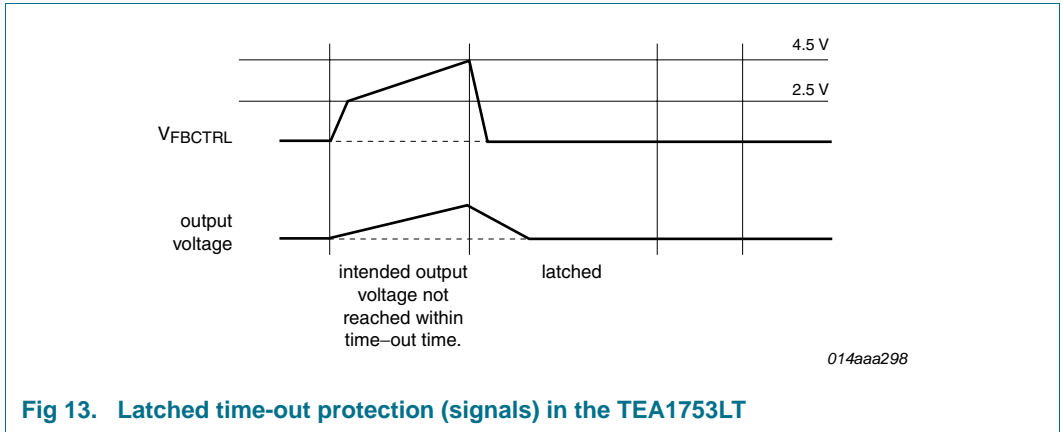 4.5 V
2.5 V
VFBCTRL
output
voltage
intended output
voltage not
reached within
time−out time.
latched
014aaa298
Fig 13. Latched time-out protection (signals) in the TEA1753LT